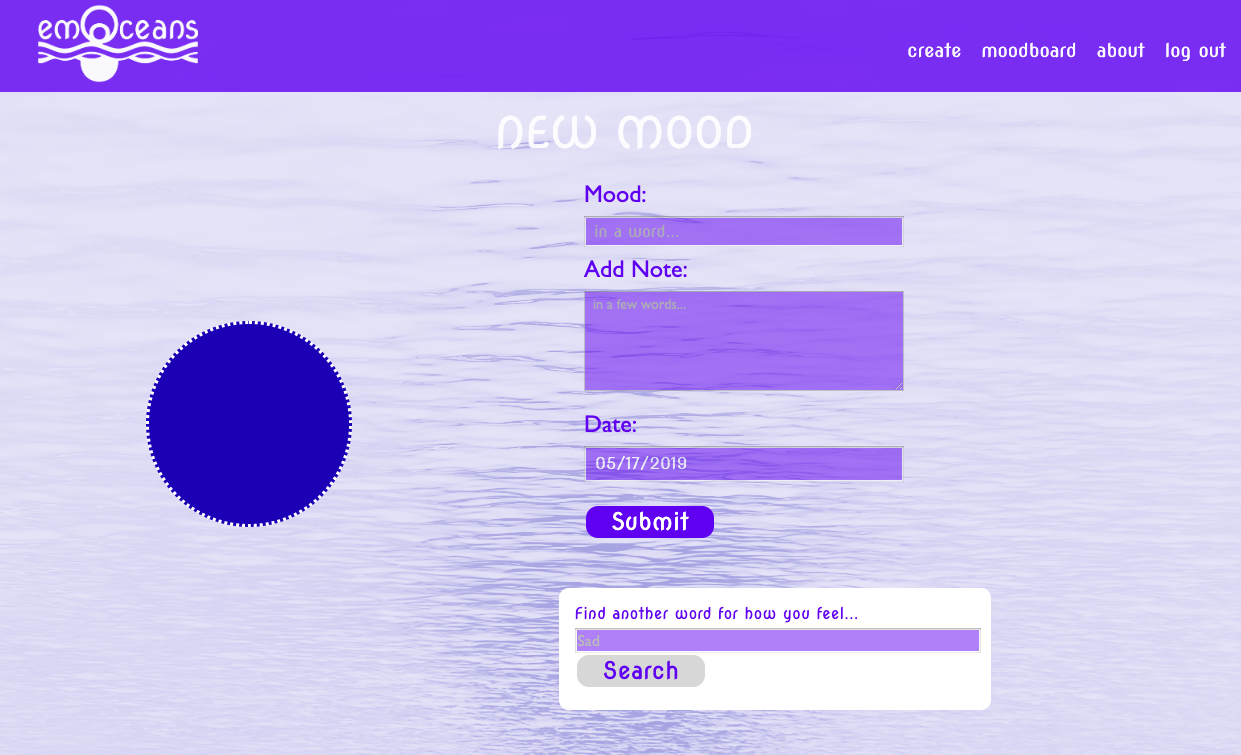 emoceans
create moodboard about log out
NEW MOOD
Mood:
in a word...
Add Note:
in a few words...
Date:
05/17/2019
Submit
Find another word for how you feel...
Sad
Search